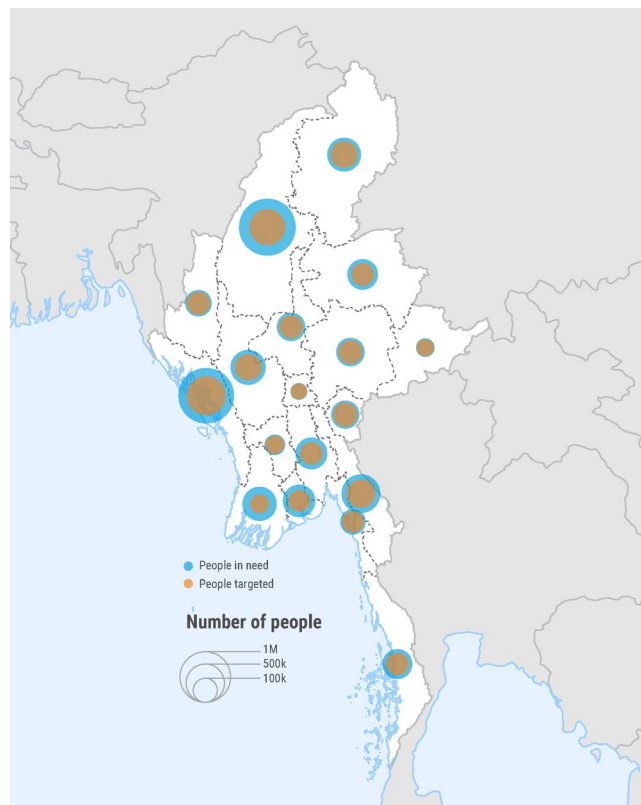 People in need
People targeted
Number of people
1M
500k
100k